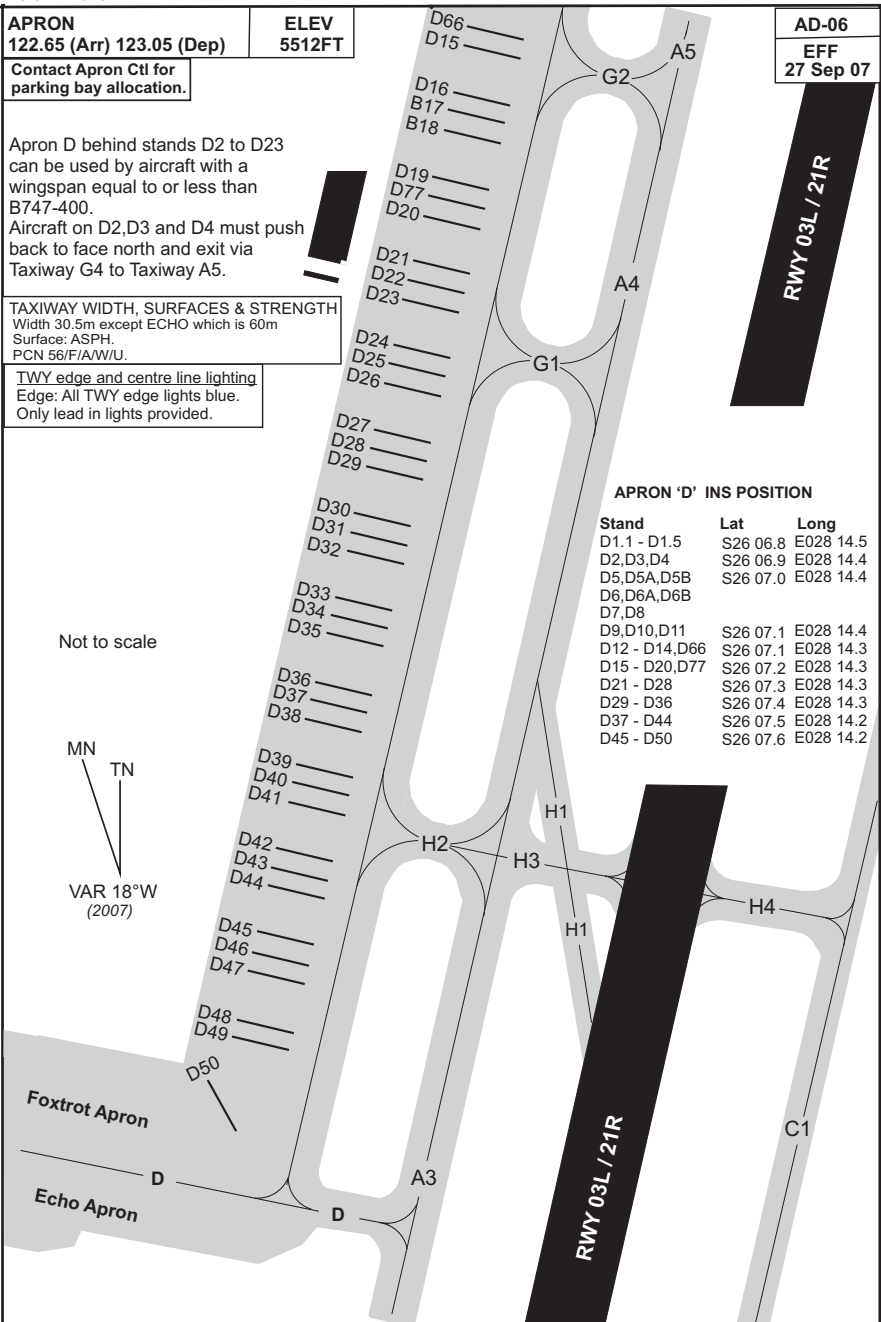 APRON
122.65 (Arr) 123.05 (Dep)
ELEV
5512FT
AD-06
EFF
27 Sep 07
Contact Apron Ctl for
parking bay allocation.
Apron D behind stands D2 to D23
can be used by aircraft with a
wingspan equal to or less than
B747-400.
Aircraft on D2,D3 and D4 must push
back to face north and exit via
Taxiway G4 to Taxiway A5.
TAXIWAY WIDTH, SURFACES & STRENGTH
Width 30.5m except ECHO which is 60m
Surface: ASPH.
PCN 56/F/A/W/U.
TWY edge and centre line lighting
Edge: All TWY edge lights blue.
Only lead in lights provided.
D66
D15
D16
B17
B18
D19
D77
D20
D21
D22
D23
D24
D25
D26
D27
D28
D29
D30
D31
D32
D33
D34
D35
D36
D37
D38
D39
D40
D41
D42
D43
D44
D45
D46
D47
D48
D49
D50
A5
G2
A4
G1
RWY 03L / 21R
APRON ‘D’ INS POSITION
Stand Lat Long
D1.1 - D1.5 S26 06.8 E028 14.5
D2,D3,D4 S26 06.9 E028 14.4
D5,D5A,D5B S26 07.0 E028 14.4
D6,D6A,D6B
D7,D8
D9,D10,D11 S26 07.1 E028 14.4
D12 - D14,D66 S26 07.1 E028 14.3
D15 - D20,D77 S26 07.2 E028 14.3
D21 - D28 S26 07.3 E028 14.3
D29 - D36 S26 07.4 E028 14.3
D37 - D44 S26 07.5 E028 14.2
D45 - D50 S26 07.6 E028 14.2
Not to scale
MN
TN
VAR 18°W
(2007)
H1
H2
H3
H4
H1
C1
A3
RWY 03L / 21R
Foxtrot Apron
D
Echo Apron
D